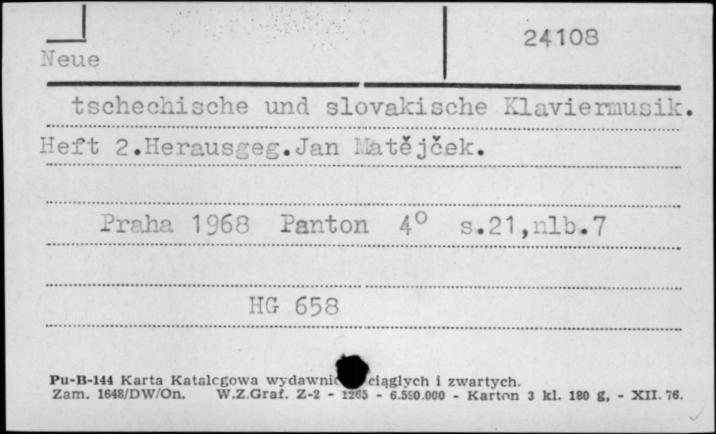 24108
Neue
tschechische und slovakische Klaviermusik.
Heft 2.Herausgeg.Jan Matějček.
Praha 1968 Panton 4° s.21,nlb.7
HG 658
Pu-B-144 Karta Katalogowa ciągłych i zwartych.
Zam. 1648/DW/On. W.Z.Graf. Z-2 - 1265 - 6.590.000 - Karton 3 kl. 180 g, - XII. 76.